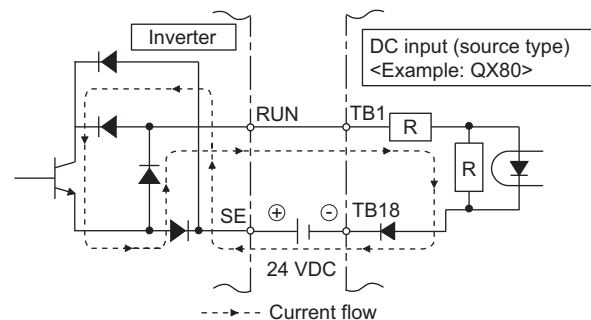 Inverter
DC input (source type)
<Example: QX80>
RUN
TB1
R
R
SE
⊕
⊖
TB18
24 VDC
Current flow